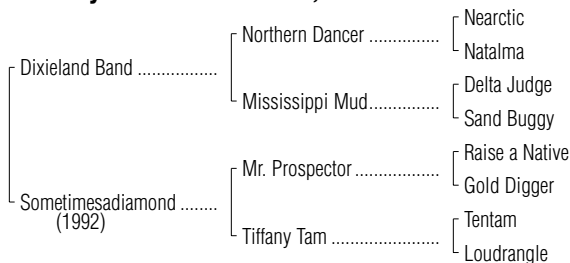 Nearctic
Northern Dancer ...............
Natalma
Dixieland Band .................
Delta Judge
Mississippi Mud...............
Sand Buggy
Raise a Native
Mr. Prospector ..................
Gold Digger
Sometimesadiamond ........
(1992)
Tentam
Tiffany Tam .......................
Loudrangle